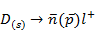 D₍ₛ₎ → n̄(p̄)l⁺